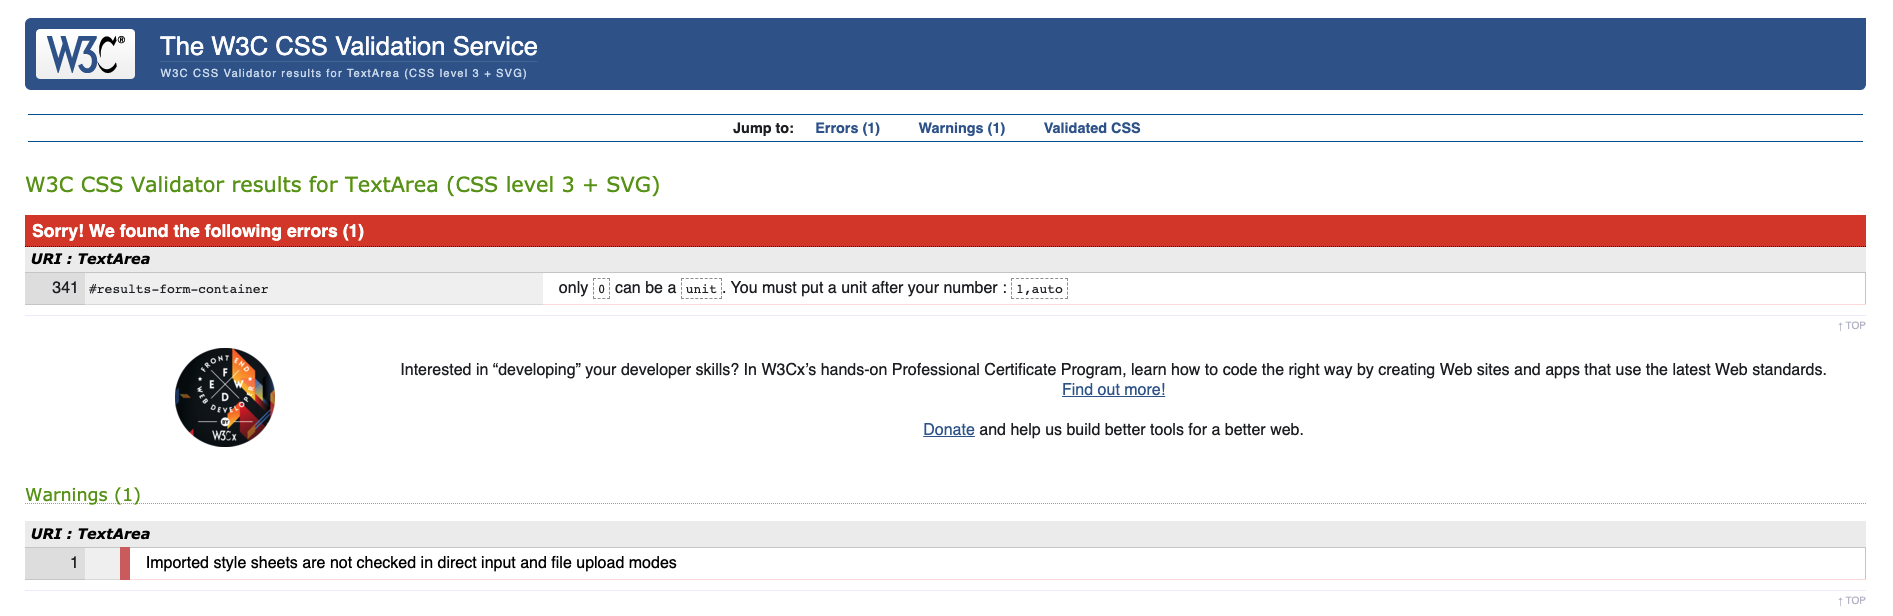 W3C® The W3C CSS Validation Service
W3C CSS Validator results for TextArea (CSS level 3 + SVG)
Jump to: Errors (1) Warnings (1) Validated CSS
W3C CSS Validator results for TextArea (CSS level 3 + SVG)
Sorry! We found the following errors (1)
URI : TextArea
341 #results-form-container only 0 can be a unit. You must put a unit after your number : 1,auto
↑ TOP
FRONT END
F E W D
WEB DEVELOPER
BY
W3Cx
Interested in “developing” your developer skills? In W3Cx’s hands-on Professional Certificate Program, learn how to code the right way by creating Web sites and apps that use the latest Web standards.
Find out more!
Donate and help us build better tools for a better web.
Warnings (1)
URI : TextArea
1 Imported style sheets are not checked in direct input and file upload modes
↑ TOP